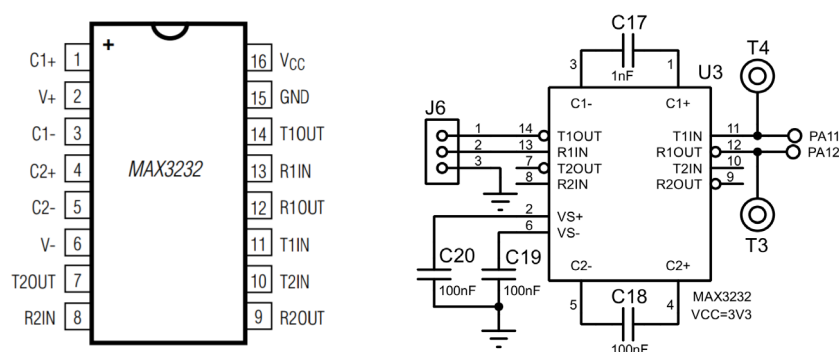 C1+ 1 + 16 VCC
V+ 2 15 GND
C1- 3 14 T1OUT
C2+ 4 MAX3232 13 R1IN
C2- 5 12 R1OUT
V- 6 11 T1IN
T2OUT 7 10 T2IN
R2IN 8 9 R2OUT
C17
3 1nF 1
U3
T4
C1- C1+
J6
1 14 T1OUT T1IN 11 PA11
2 13 R1IN R1OUT 12 PA12
3 7 T2OUT T2IN 10
8 R2IN R2OUT 9
2 VS+
6 VS-
T3
C20 C19
100nF 100nF
C2- C2+
5 C18 4
100nF
MAX3232
VCC=3V3